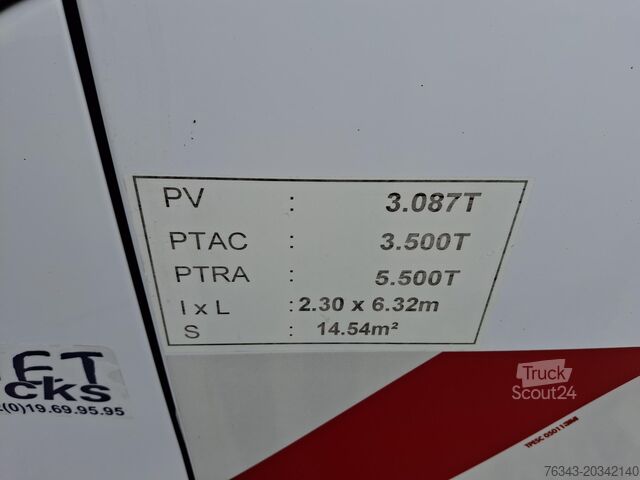 PV : 3.087T
PTAC : 3.500T
PTRA : 5.500T
I x L : 2.30 x 6.32m
S : 14.54m²
(0)19.69.95.95
Truck
Scout24
76343-20342140